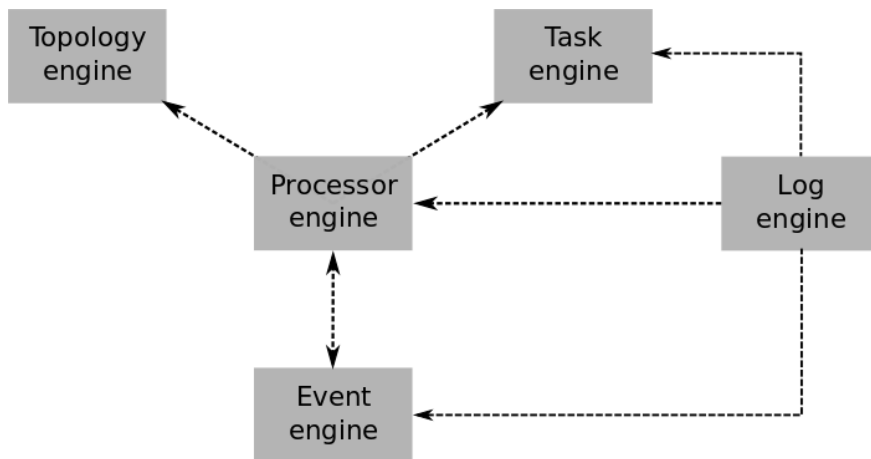 Topology
engine
Task
engine
Processor
engine
Log
engine
Event
engine